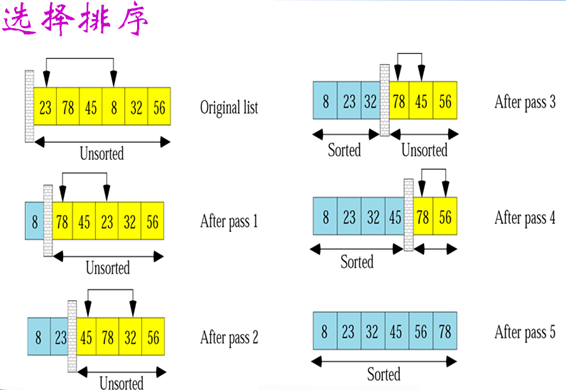 选择排序
23 78 45 8 32 56
Original list
Unsorted
8 78 45 23 32 56
After pass 1
Unsorted
8 23 45 78 32 56
After pass 2
Unsorted
8 23 32 78 45 56
After pass 3
Sorted Unsorted
8 23 32 45 78 56
After pass 4
Sorted
8 23 32 45 56 78
After pass 5
Sorted